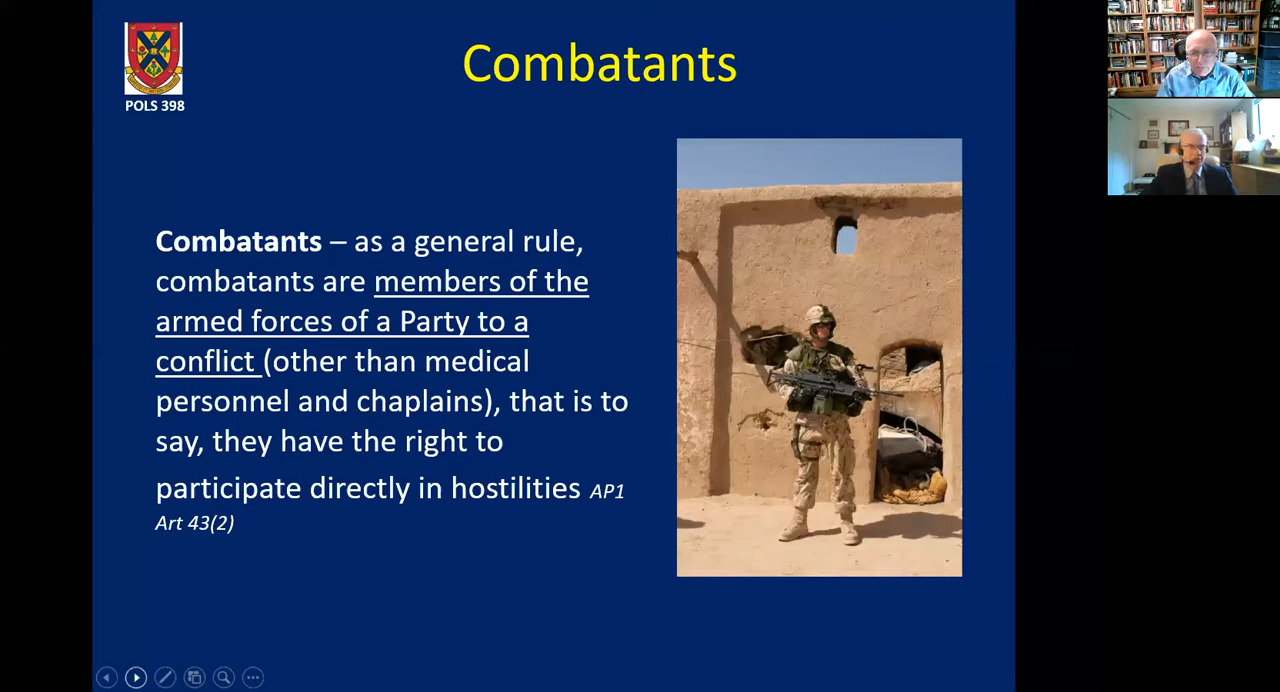 Combatants
POLS 398
Combatants – as a general rule,
combatants are members of the
armed forces of a Party to a
conflict (other than medical
personnel and chaplains), that is to
say, they have the right to
participate directly in hostilities AP1
Art 43(2)